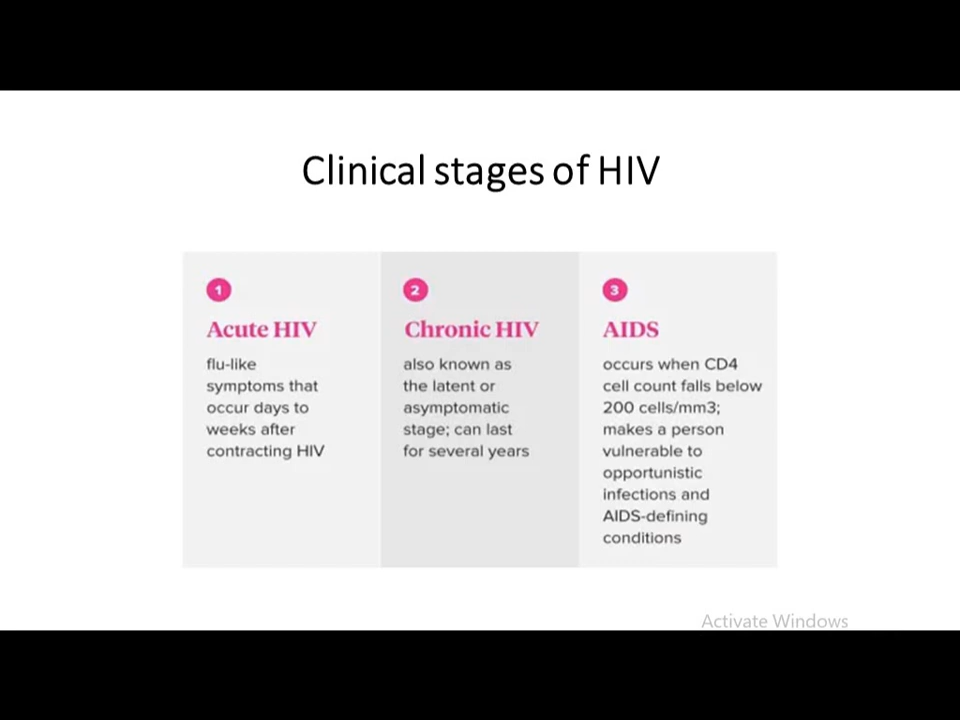 Clinical stages of HIV
1
Acute HIV
flu-like
symptoms that
occur days to
weeks after
contracting HIV
2
Chronic HIV
also known as
the latent or
asymptomatic
stage; can last
for several years
3
AIDS
occurs when CD4
cell count falls below
200 cells/mm3;
makes a person
vulnerable to
opportunistic
infections and
AIDS-defining
conditions
Activate Windows